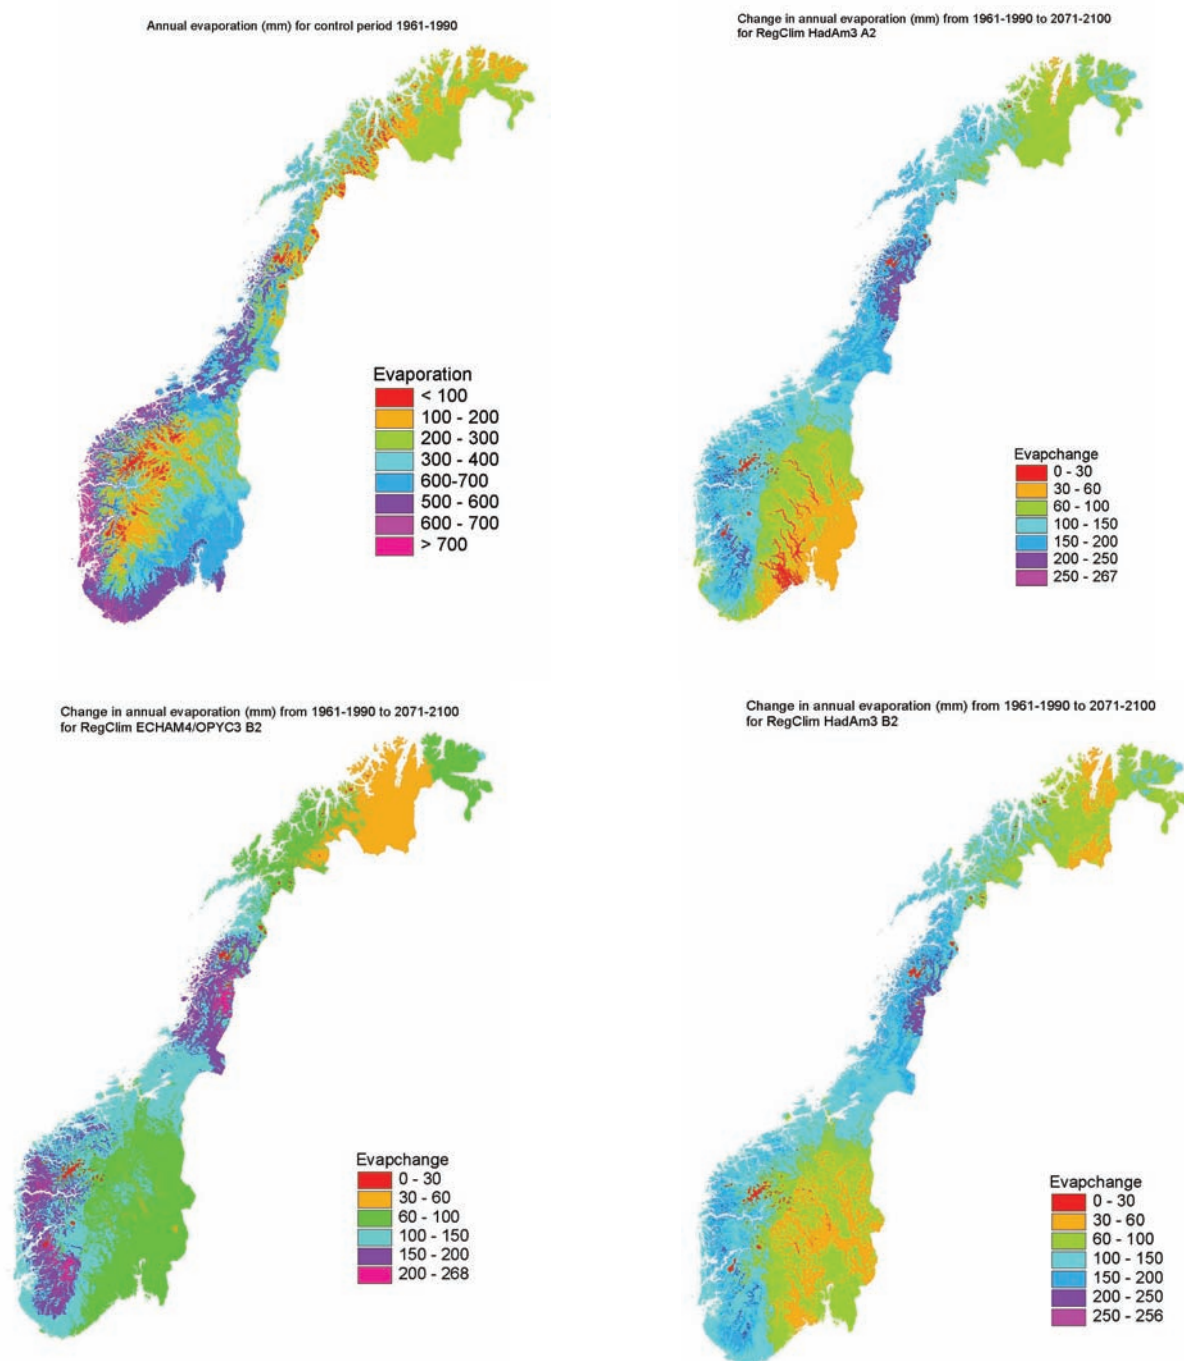 Annual evaporation (mm) for control period 1961-1990
Evaporation
< 100
100 - 200
200 - 300
300 - 400
600-700
500 - 600
600 - 700
> 700
Change in annual evaporation (mm) from 1961-1990 to 2071-2100
for RegClim HadAm3 A2
Evapchange
0 - 30
30 - 60
60 - 100
100 - 150
150 - 200
200 - 250
250 - 267
Change in annual evaporation (mm) from 1961-1990 to 2071-2100
for RegClim ECHAM4/OPYC3 B2
Evapchange
0 - 30
30 - 60
60 - 100
100 - 150
150 - 200
200 - 268
Change in annual evaporation (mm) from 1961-1990 to 2071-2100
for RegClim HadAm3 B2
Evapchange
0 - 30
30 - 60
60 - 100
100 - 150
150 - 200
200 - 250
250 - 256